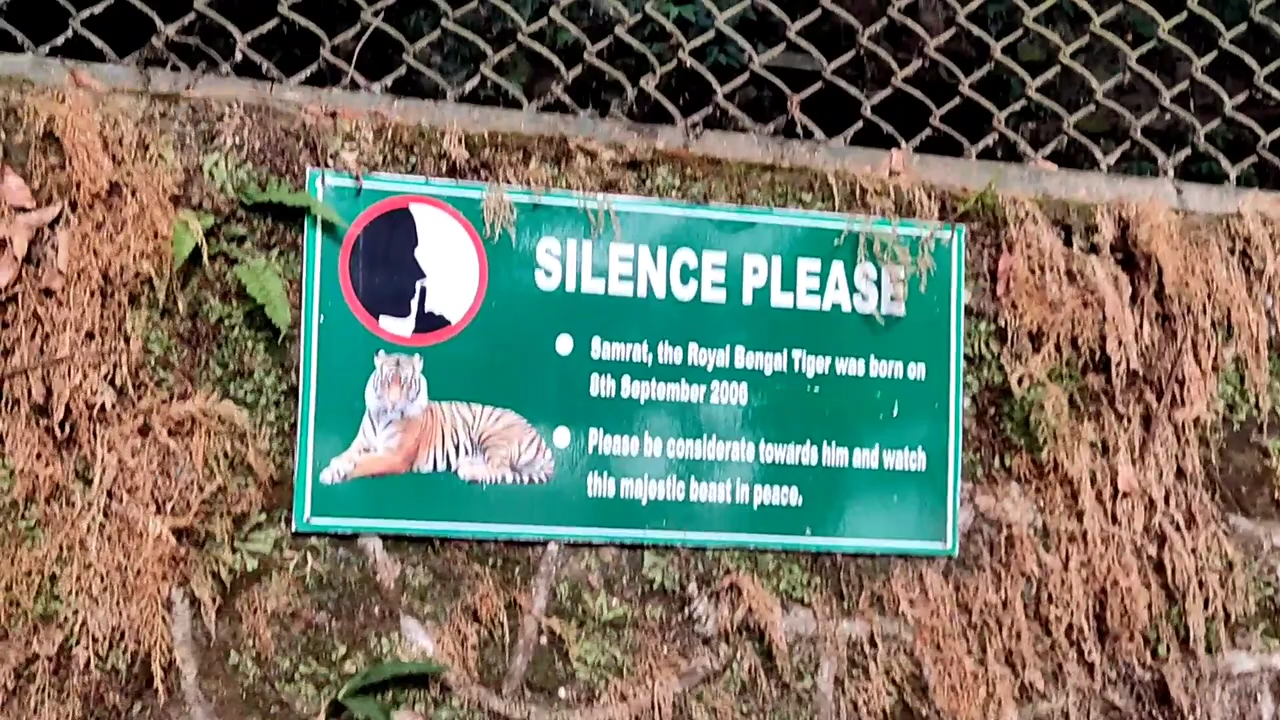 SILENCE PLEASE
Samrat, the Royal Bengal Tiger was born on
8th September 2006
Please be considerate towards him and watch
this majestic beast in peace.